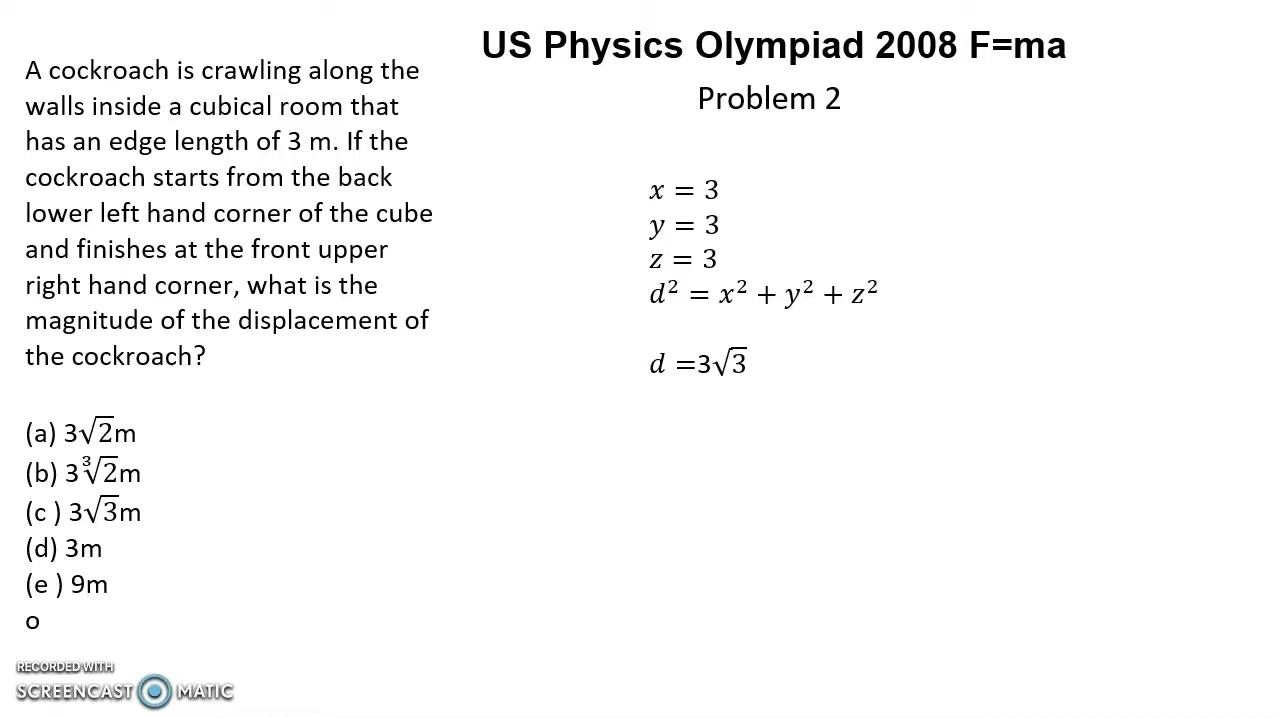 US Physics Olympiad 2008 F=ma
Problem 2
A cockroach is crawling along the
walls inside a cubical room that
has an edge length of 3 m. If the
cockroach starts from the back
lower left hand corner of the cube
and finishes at the front upper
right hand corner, what is the
magnitude of the displacement of
the cockroach?
(a) 3√2m
(b) 3∛2m
(c ) 3√3m
(d) 3m
(e ) 9m
o
x = 3
y = 3
z = 3
d² = x² + y² + z²
d =3√3
RECORDED WITH
SCREENCAST MATIC